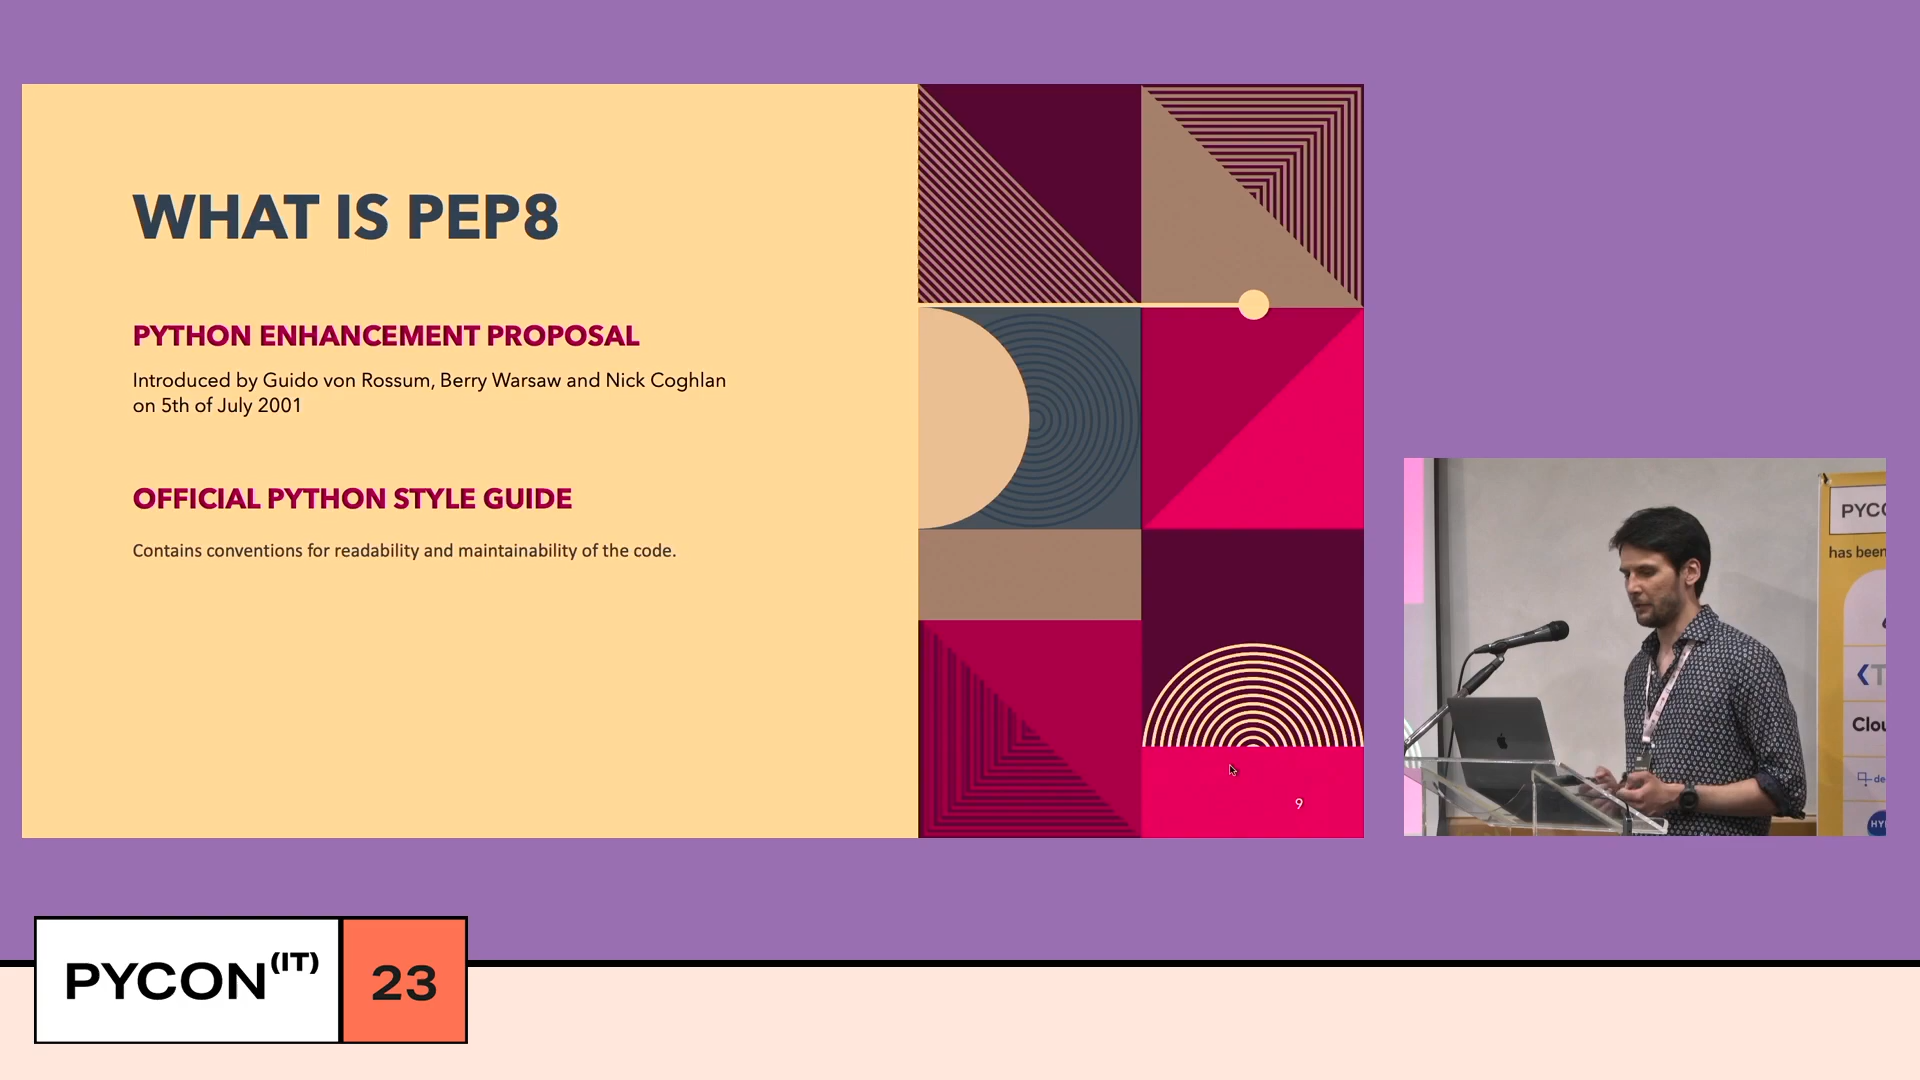 WHAT IS PEP8
PYTHON ENHANCEMENT PROPOSAL
Introduced by Guido von Rossum, Berry Warsaw and Nick Coghlan
on 5th of July 2001
OFFICIAL PYTHON STYLE GUIDE
Contains conventions for readability and maintainability of the code.
9
has been
PYCON(IT) 23